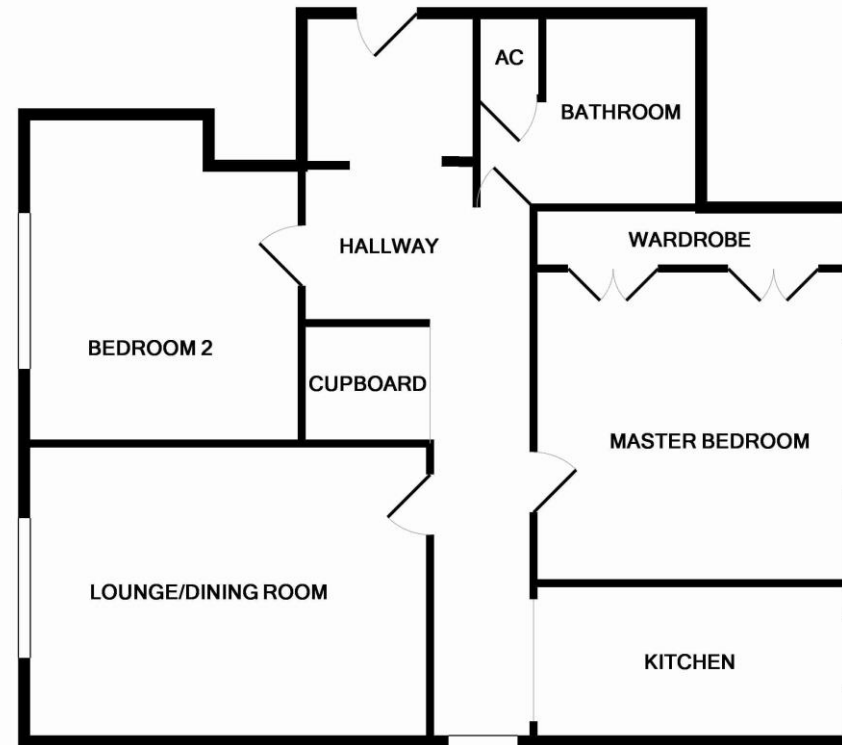 AC
BATHROOM
HALLWAY
WARDROBE
BEDROOM 2
CUPBOARD
MASTER BEDROOM
LOUNGE/DINING ROOM
KITCHEN